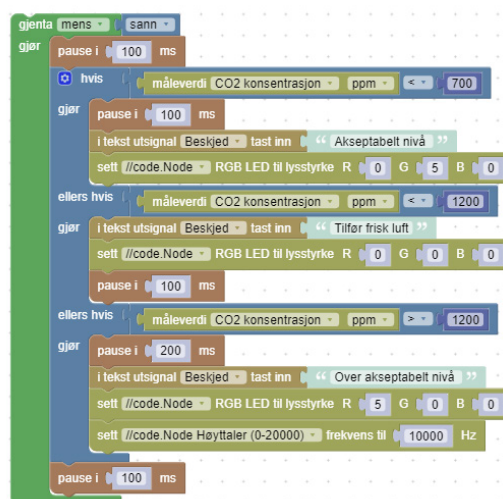 gjenta mens sann
gjør pause i 100 ms
hvis måleverdi CO2 konsentrasjon ppm < 700
gjør pause i 100 ms
i tekst utsignal Beskjed tast inn “ Akseptabelt nivå ”
sett //code.Node RGB LED til lysstyrke R 0 G 5 B 0
ellers hvis måleverdi CO2 konsentrasjon ppm < 1200
gjør i tekst utsignal Beskjed tast inn “ Tilfør frisk luft ”
sett //code.Node RGB LED til lysstyrke R 0 G 0 B 0
pause i 100 ms
ellers hvis måleverdi CO2 konsentrasjon ppm > 1200
gjør pause i 200 ms
i tekst utsignal Beskjed tast inn “ Over akseptabelt nivå ”
sett //code.Node RGB LED til lysstyrke R 5 G 0 B 0
sett //code.Node Høyttaler (0-20000) frekvens til 10000 Hz
pause i 100 ms